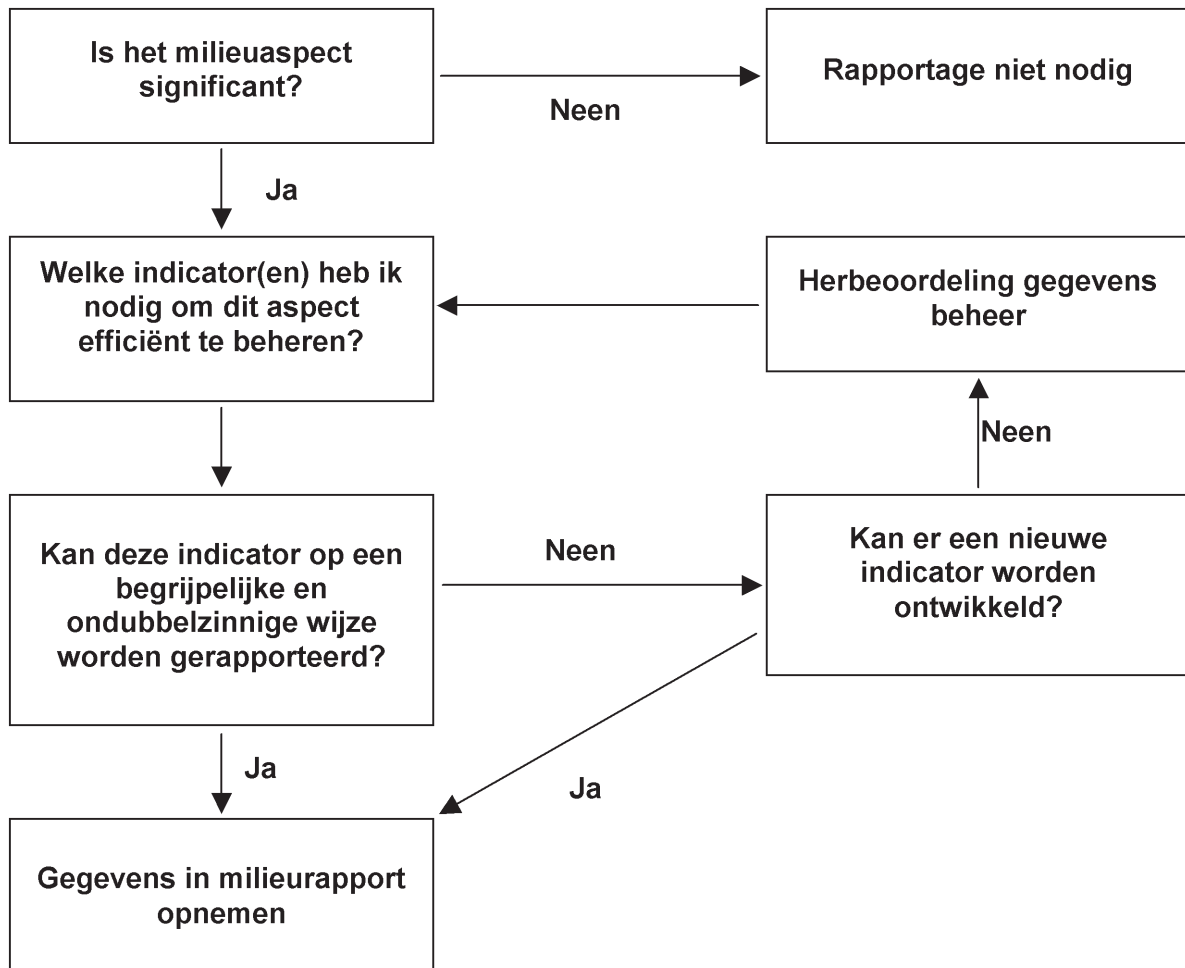 Is het milieuaspect
significant?
Neen
Rapportage niet nodig
Ja
Welke indicator(en) heb ik
nodig om dit aspect
efficiënt te beheren?
Herbeoordeling gegevens
beheer
Neen
Kan deze indicator op een
begrijpelijke en
ondubbelzinnige wijze
worden gerapporteerd?
Neen
Kan er een nieuwe
indicator worden
ontwikkeld?
Ja
Ja
Gegevens in milieurapport
opnemen